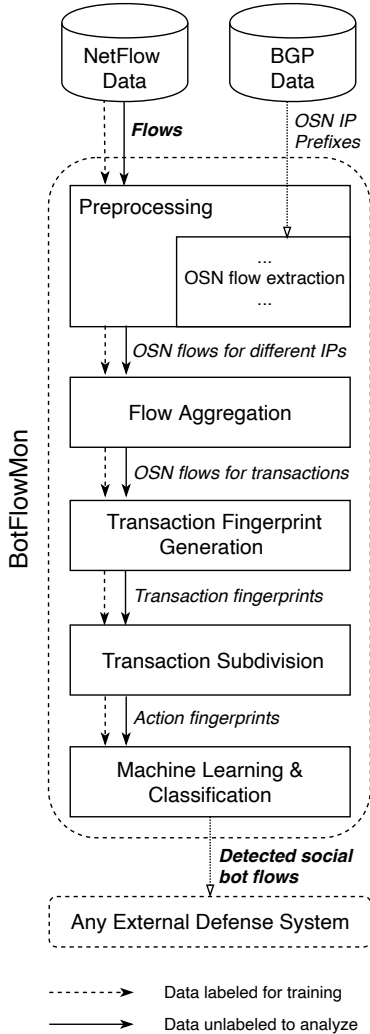 NetFlow
Data
BGP
Data
Flows
OSN IP
Prefixes
Preprocessing
...
OSN flow extraction
...
OSN flows for different IPs
Flow Aggregation
OSN flows for transactions
BotFlowMon
Transaction Fingerprint
Generation
Transaction fingerprints
Transaction Subdivision
Action fingerprints
Machine Learning &
Classification
Detected social
bot flows
Any External Defense System
Data labeled for training
Data unlabeled to analyze